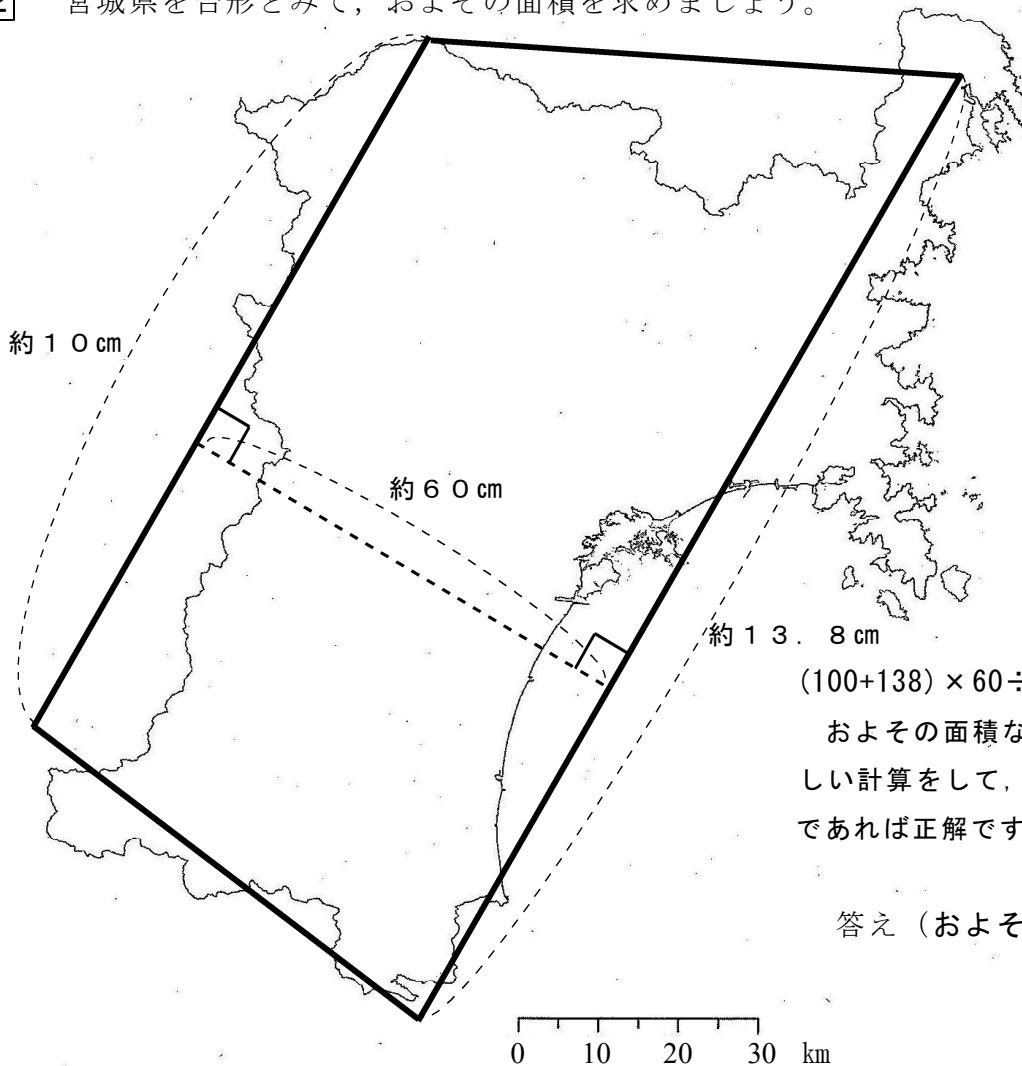 宮城県を台形とみて，およその面積を求めましょう。
約１０㎝
約６０㎝
約１３．８㎝
(100+138)×60÷
およその面積な
しい計算をして，
であれば正解です
答え（およそ
0 10 20 30 km